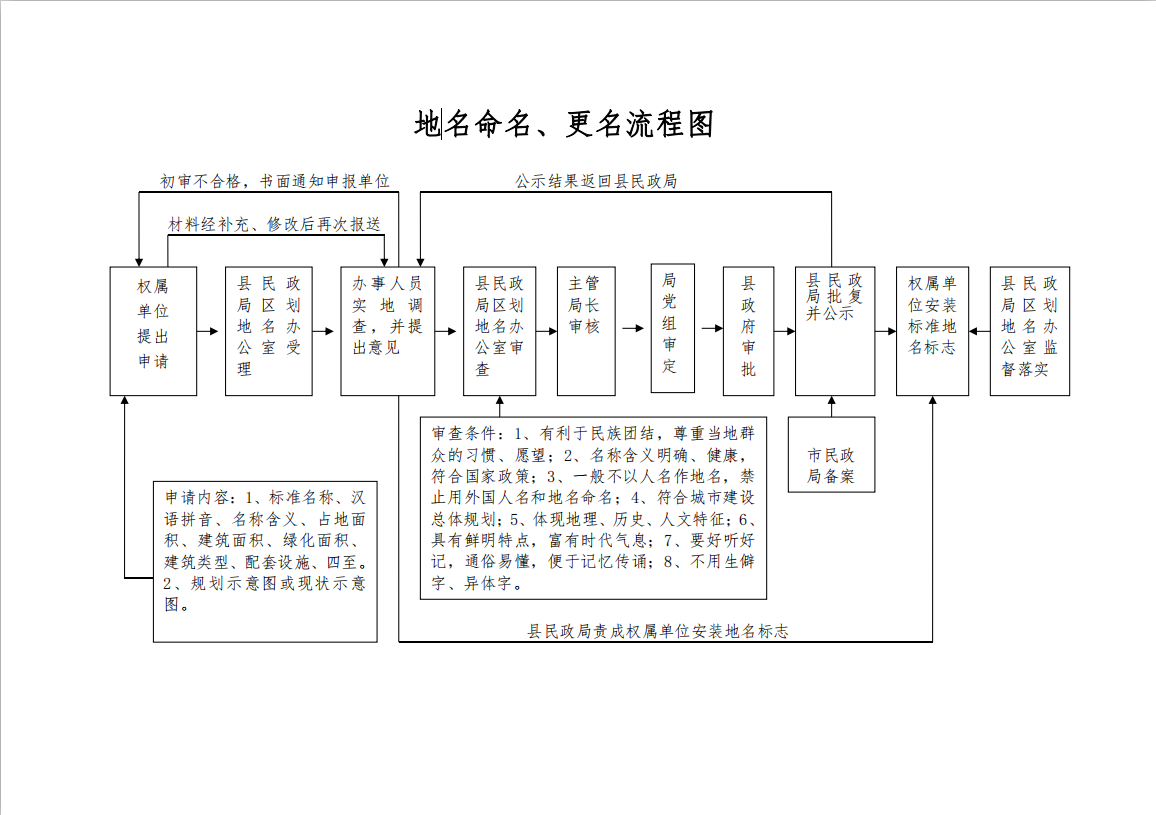 地名命名、更名流程图
初审不合格，书面通知申报单位
公示结果返回县民政局
材料经补充、修改后再次报送
权属
单位
提出
申请
县民政
局区划
地名办
公室受
理
办事人员
实地调
查，并提
出意见
县民政
局区划
地名办
公室审
查
主管
局长
审核
局
党
组
审
定
县
政
府
审
批
县民政
局批复
并公示
权属单
位安装
标准地
名标志
县民政
局区划
地名办
公室监
督落实
审查条件：1、有利于民族团结，尊重当地群
众的习惯、愿望；2、名称含义明确、健康，
符合国家政策；3、一般不以人名作地名，禁
止用外国人名和地名命名；4、符合城市建设
总体规划；5、体现地理、历史、人文特征；6、
具有鲜明特点，富有时代气息；7、要好听好
记，通俗易懂，便于记忆传诵；8、不用生僻
字、异体字。
市民政
局备案
申请内容：1、标准名称、汉
语拼音、名称含义、占地面
积、建筑面积、绿化面积、
建筑类型、配套设施、四至。
2、规划示意图或现状示意
图。
县民政局责成权属单位安装地名标志